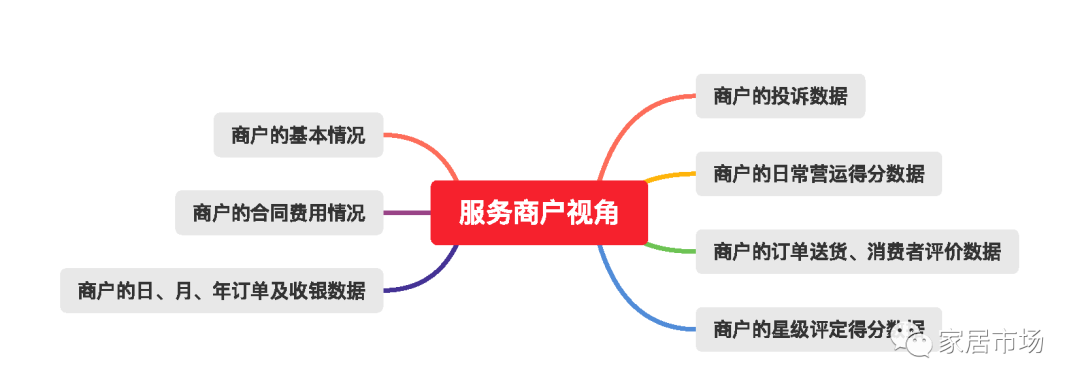 商户的投诉数据
商户的基本情况
商户的日常营运得分数据
服务商户视角
商户的合同费用情况
商户的订单送货、消费者评价数据
商户的日、月、年订单及收银数据
商户的星级评定得分数据
家居市场